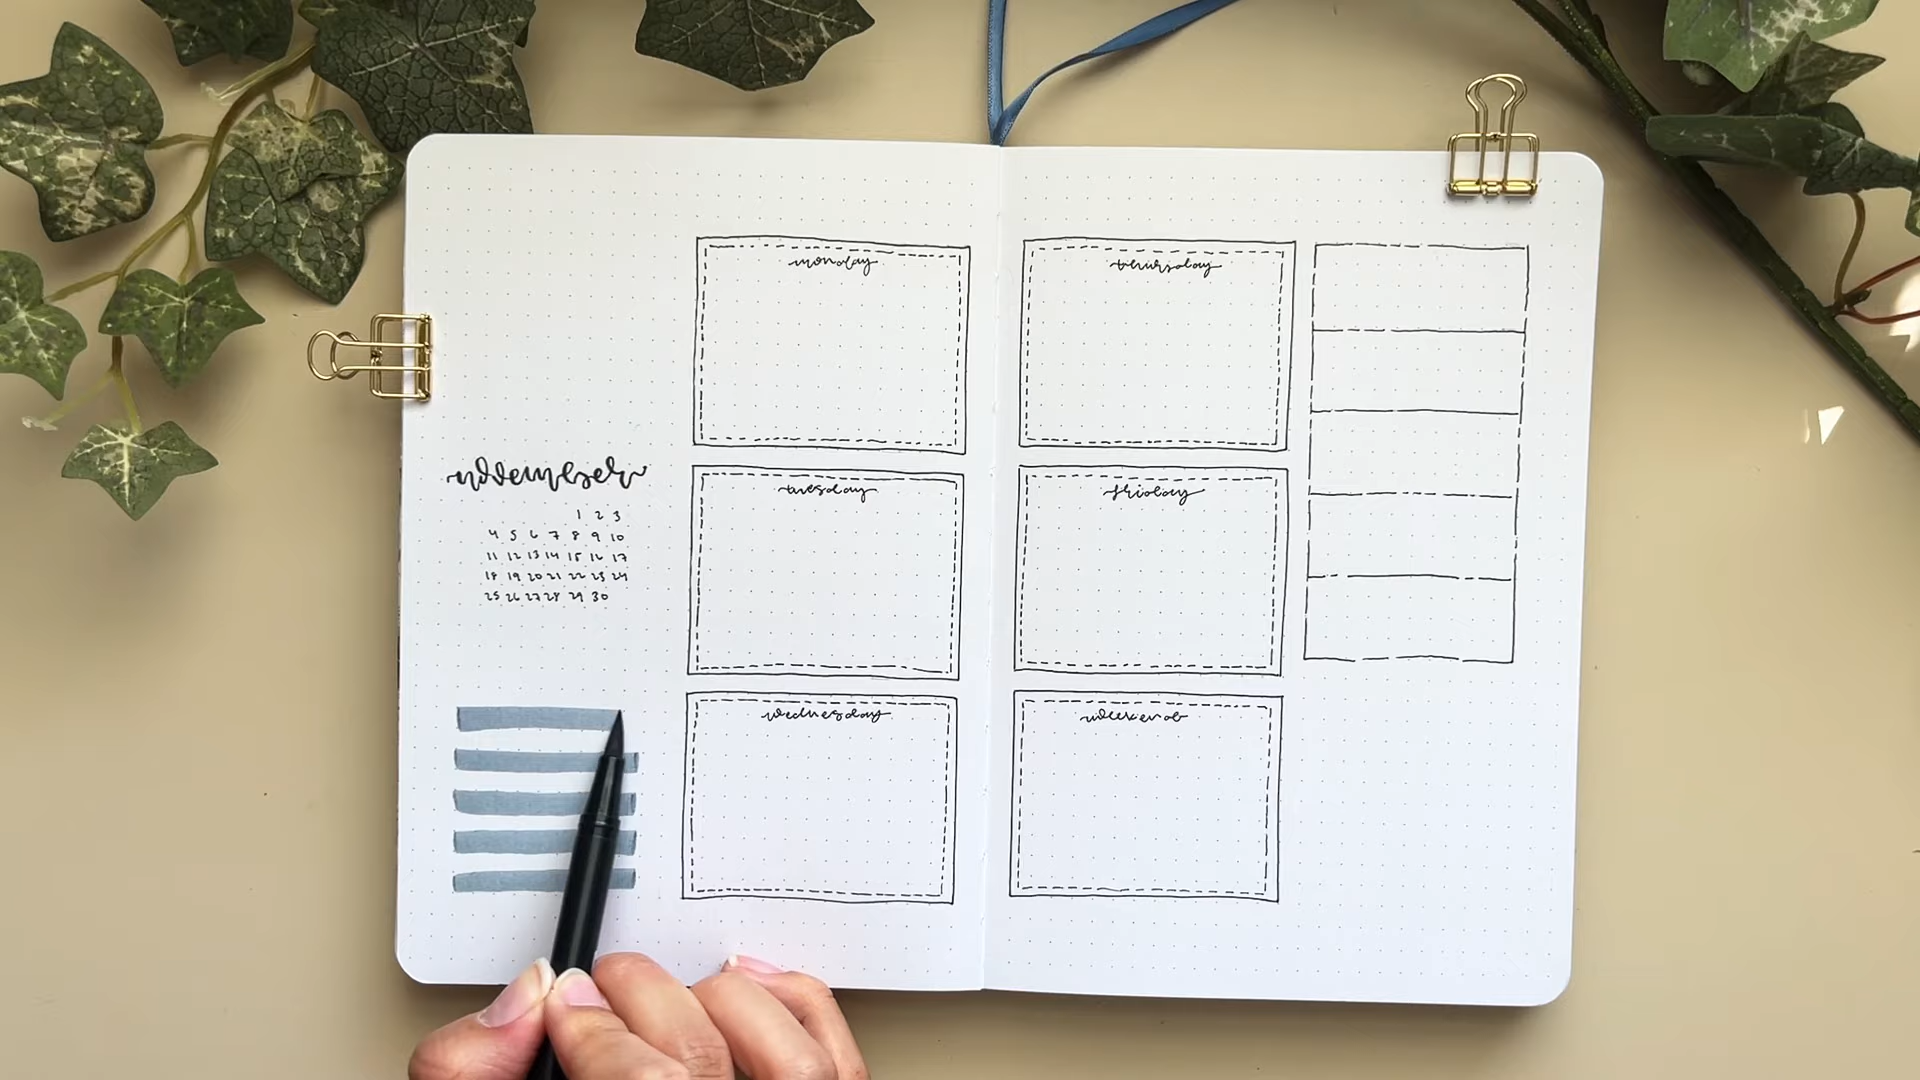 november
1 2 3
4 5 6 7 8 9 10
11 12 13 14 15 16 17
18 19 20 21 22 23 24
25 26 27 28 29 30
monday
tuesday
wednesday
thursday
friday
weekend